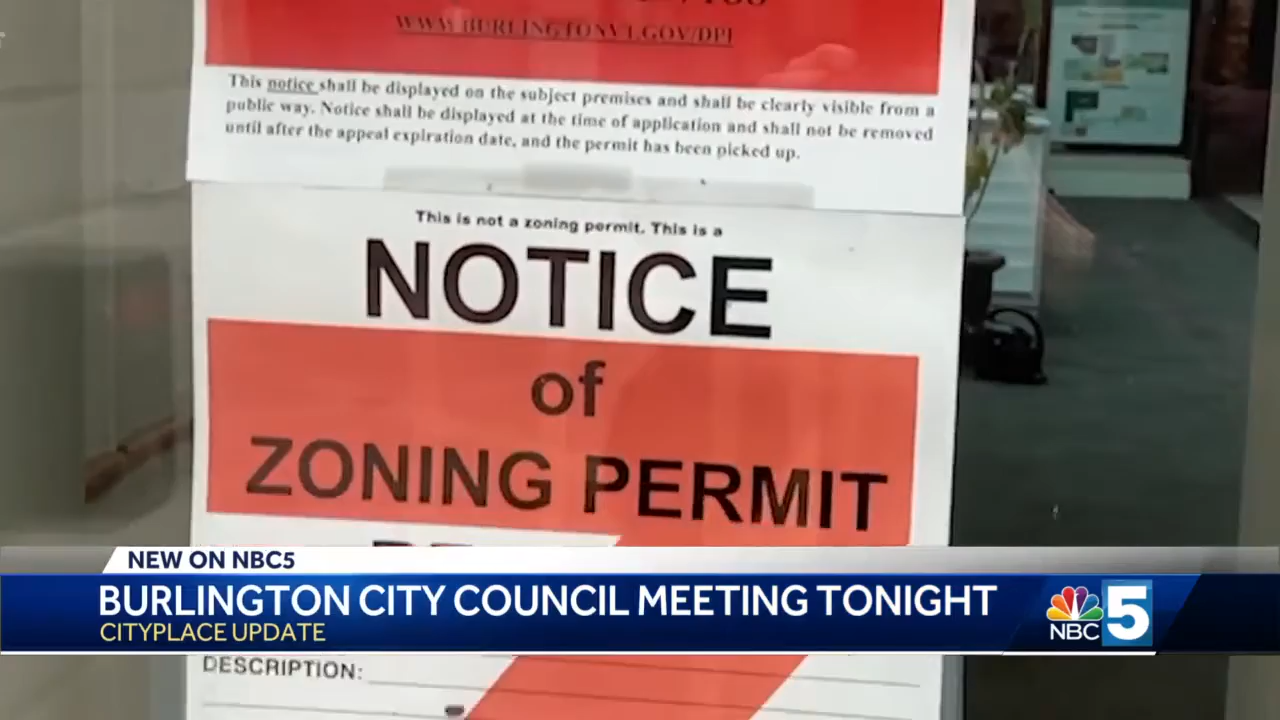 WWW.BURLINGTONVT.GOV/DPI
This notice shall be displayed on the subject premises and shall be clearly visible from a
public way. Notice shall be displayed at the time of application and shall not be removed
until after the appeal expiration date, and the permit has been picked up.
This is not a zoning permit. This is a
NOTICE
of
ZONING PERMIT
NEW ON NBC5
BURLINGTON CITY COUNCIL MEETING TONIGHT
CITYPLACE UPDATE
NBC 5
DESCRIPTION: